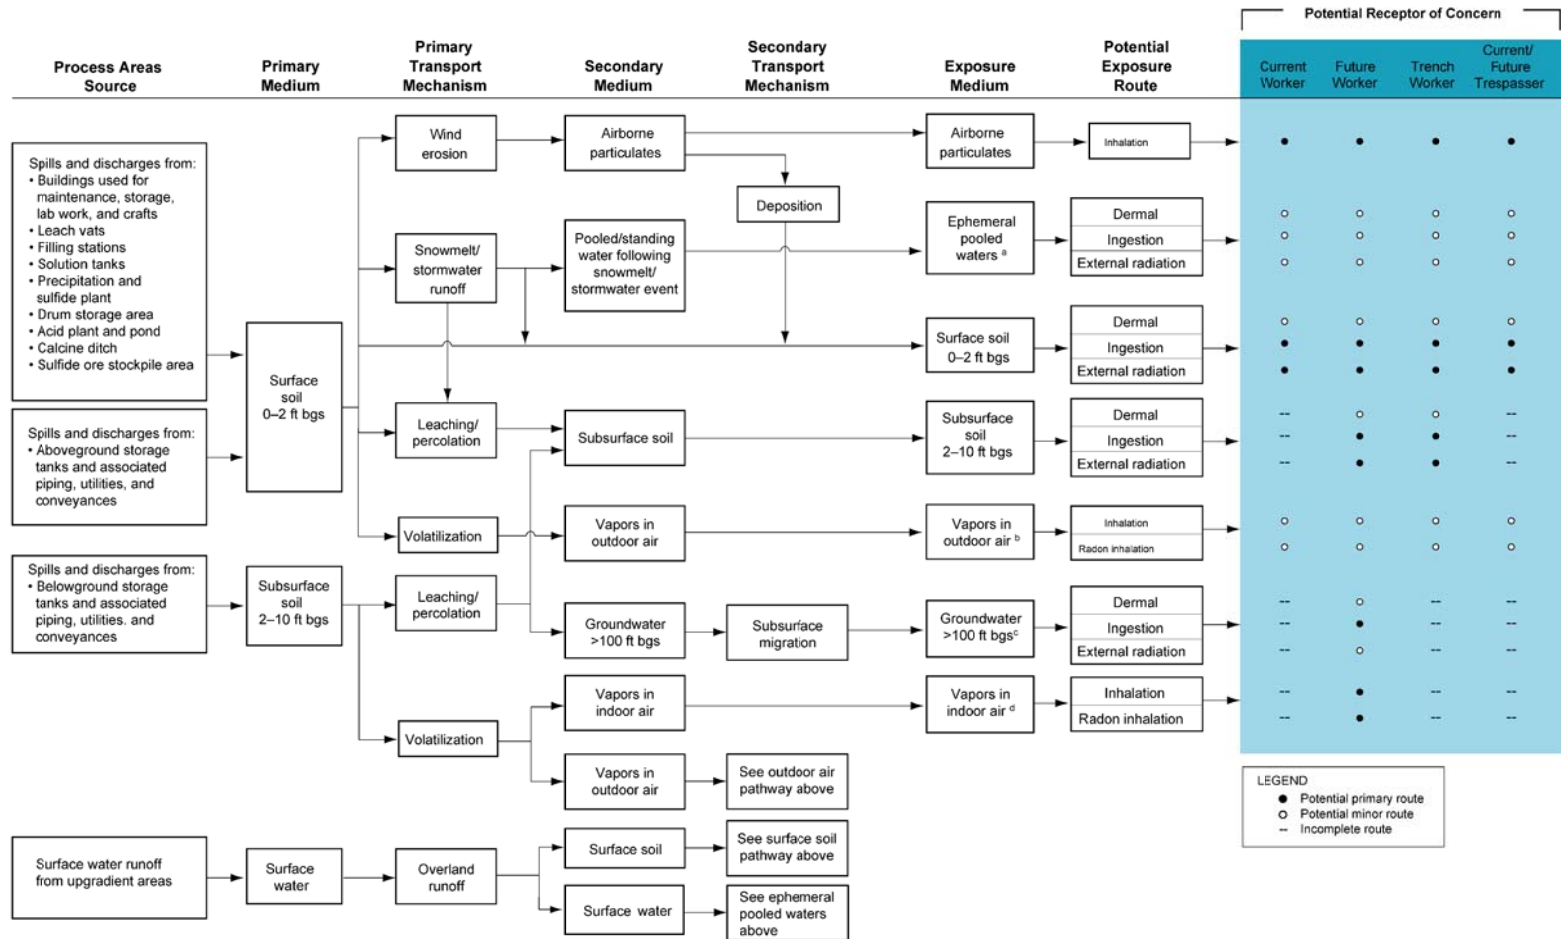 Potential Receptor of Concern
Process Areas
Source
Primary
Medium
Primary
Transport
Mechanism
Secondary
Medium
Secondary
Transport
Mechanism
Exposure
Medium
Potential
Exposure
Route
Current
Worker
Future
Worker
Trench
Worker
Current/
Future
Trespasser
Spills and discharges from:
• Buildings used for
maintenance, storage,
lab work, and crafts
• Leach vats
• Filling stations
• Solution tanks
• Precipitation and
sulfide plant
• Drum storage area
• Acid plant and pond
• Calcine ditch
• Sulfide ore stockpile area
Spills and discharges from:
• Aboveground storage
tanks and associated
piping, utilities, and
conveyances
Spills and discharges from:
• Belowground storage
tanks and associated
piping, utilities. and
conveyances
Surface water runoff
from upgradient areas
Surface
soil
0–2 ft bgs
Subsurface
soil
2–10 ft bgs
Surface
water
Wind
erosion
Snowmelt/
stormwater
runoff
Leaching/
percolation
Volatilization
Leaching/
percolation
Volatilization
Overland
runoff
Airborne
particulates
Pooled/standing
water following
snowmelt/
stormwater event
Subsurface soil
Vapors in
outdoor air
Groundwater
>100 ft bgs
Vapors in
indoor air
Vapors in
outdoor air
Surface soil
Surface water
Deposition
Subsurface
migration
See outdoor air
pathway above
See surface soil
pathway above
See ephemeral
pooled waters
above
Airborne
particulates
Ephemeral
pooled
waters a
Surface soil
0–2 ft bgs
Subsurface
soil
2–10 ft bgs
Vapors in
outdoor air b
Groundwater
>100 ft bgsc
Vapors in
indoor air d
Inhalation
● ● ● ●
Dermal
○ ○ ○ ○
Ingestion
○ ○ ○ ○
External radiation
○ ○ ○ ○
Dermal
○ ○ ○ ○
Ingestion
● ● ● ●
External radiation
● ● ● ●
Dermal
-- ○ ○ --
Ingestion
-- ● ● --
External radiation
-- ● ● --
Inhalation
○ ○ ○ ○
Radon inhalation
○ ○ ○ ○
Dermal
-- ○ -- --
Ingestion
-- ● -- --
External radiation
-- ○ -- --
Inhalation
-- ● -- --
Radon inhalation
-- ● -- --
LEGEND
● Potential primary route
○ Potential minor route
-- Incomplete route